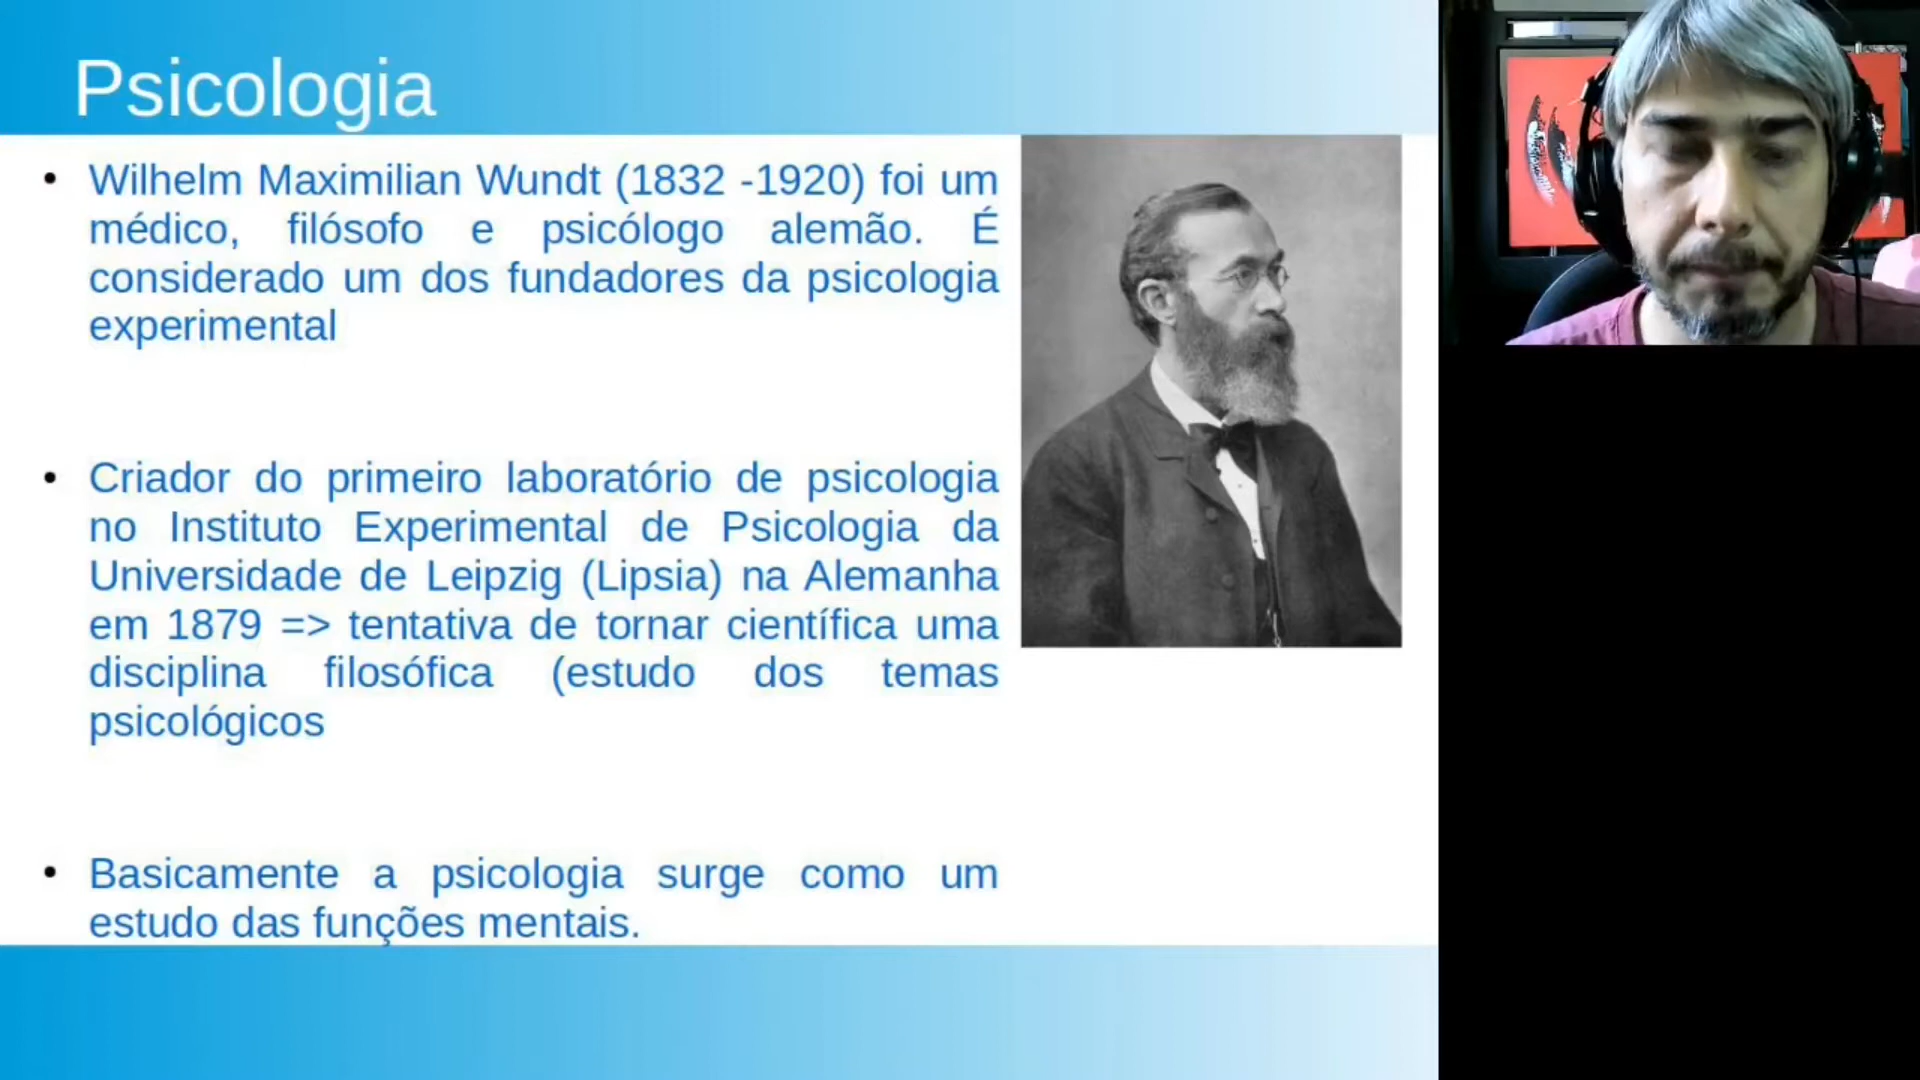 Psicologia
• Wilhelm Maximilian Wundt (1832 -1920) foi um
médico, filósofo e psicólogo alemão. É
considerado um dos fundadores da psicologia
experimental
• Criador do primeiro laboratório de psicologia
no Instituto Experimental de Psicologia da
Universidade de Leipzig (Lipsia) na Alemanha
em 1879 => tentativa de tornar científica uma
disciplina filosófica (estudo dos temas
psicológicos
• Basicamente a psicologia surge como um
estudo das funções mentais.